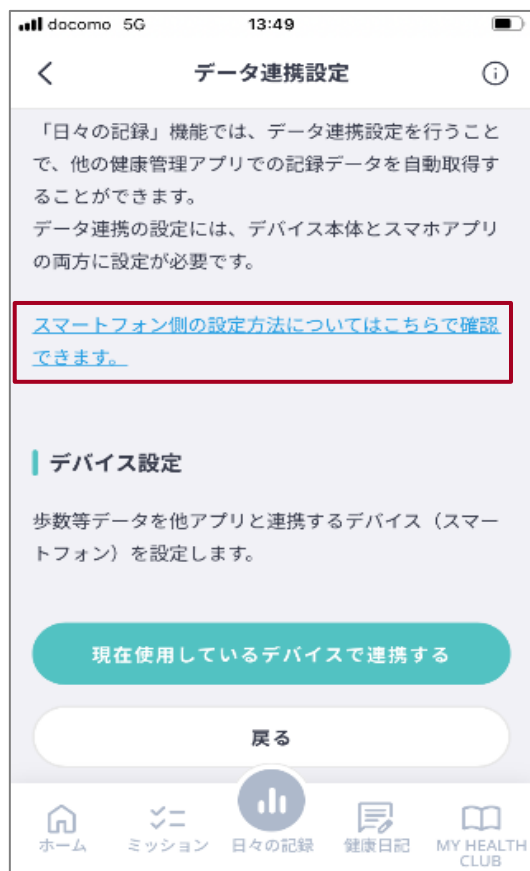 docomo 5G 13:49
データ連携設定
「日々の記録」機能では、データ連携設定を行うこと
で、他の健康管理アプリでの記録データを自動取得す
ることができます。
データ連携の設定には、デバイス本体とスマホアプリ
の両方に設定が必要です。
スマートフォン側の設定方法についてはこちらで確認
できます。
デバイス設定
歩数等データを他アプリと連携するデバイス（スマー
トフォン）を設定します。
現在使用しているデバイスで連携する
戻る
ホーム ミッション 日々の記録 健康日記 MY HEALTH
CLUB